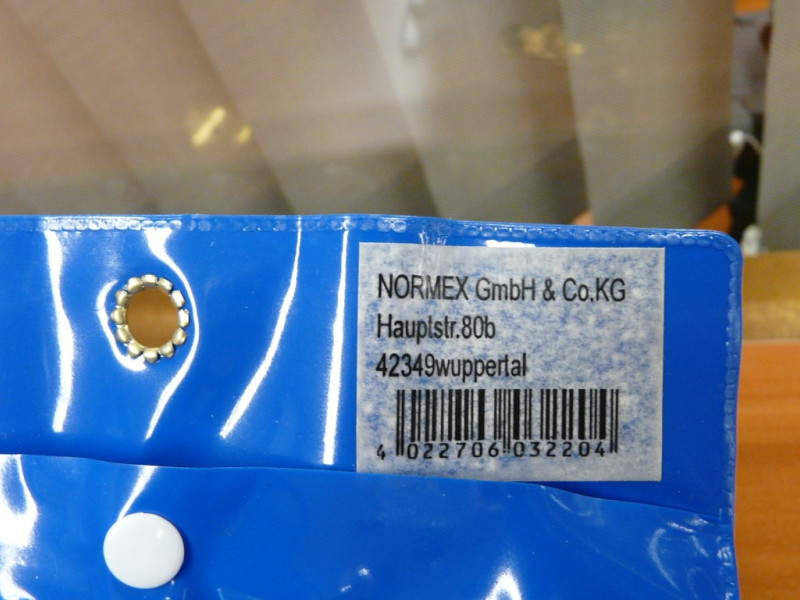 NORMEX GmbH & Co.KG
Hauptstr.80b
42349wuppertal
4 022706 032204